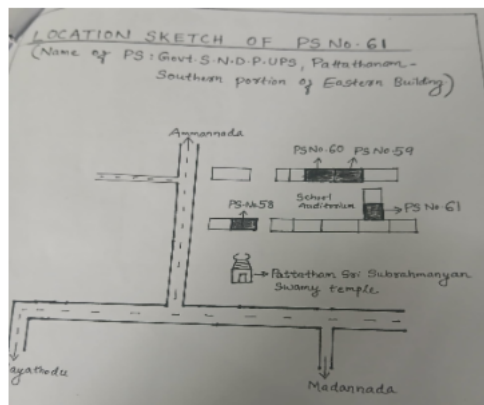 LOCATION SKETCH OF PS No. 61
(Name of PS: Govt. S.N.D.P. UPS, Pattathanam -
Southern portion of Eastern Building)
Ammannada
PS No. 60
PS No. 59
School
Auditorium
PS No. 61
PS-No.58
Pattatham Sri Subrahmanyan
Swamy temple.
ayathodu
Madannada